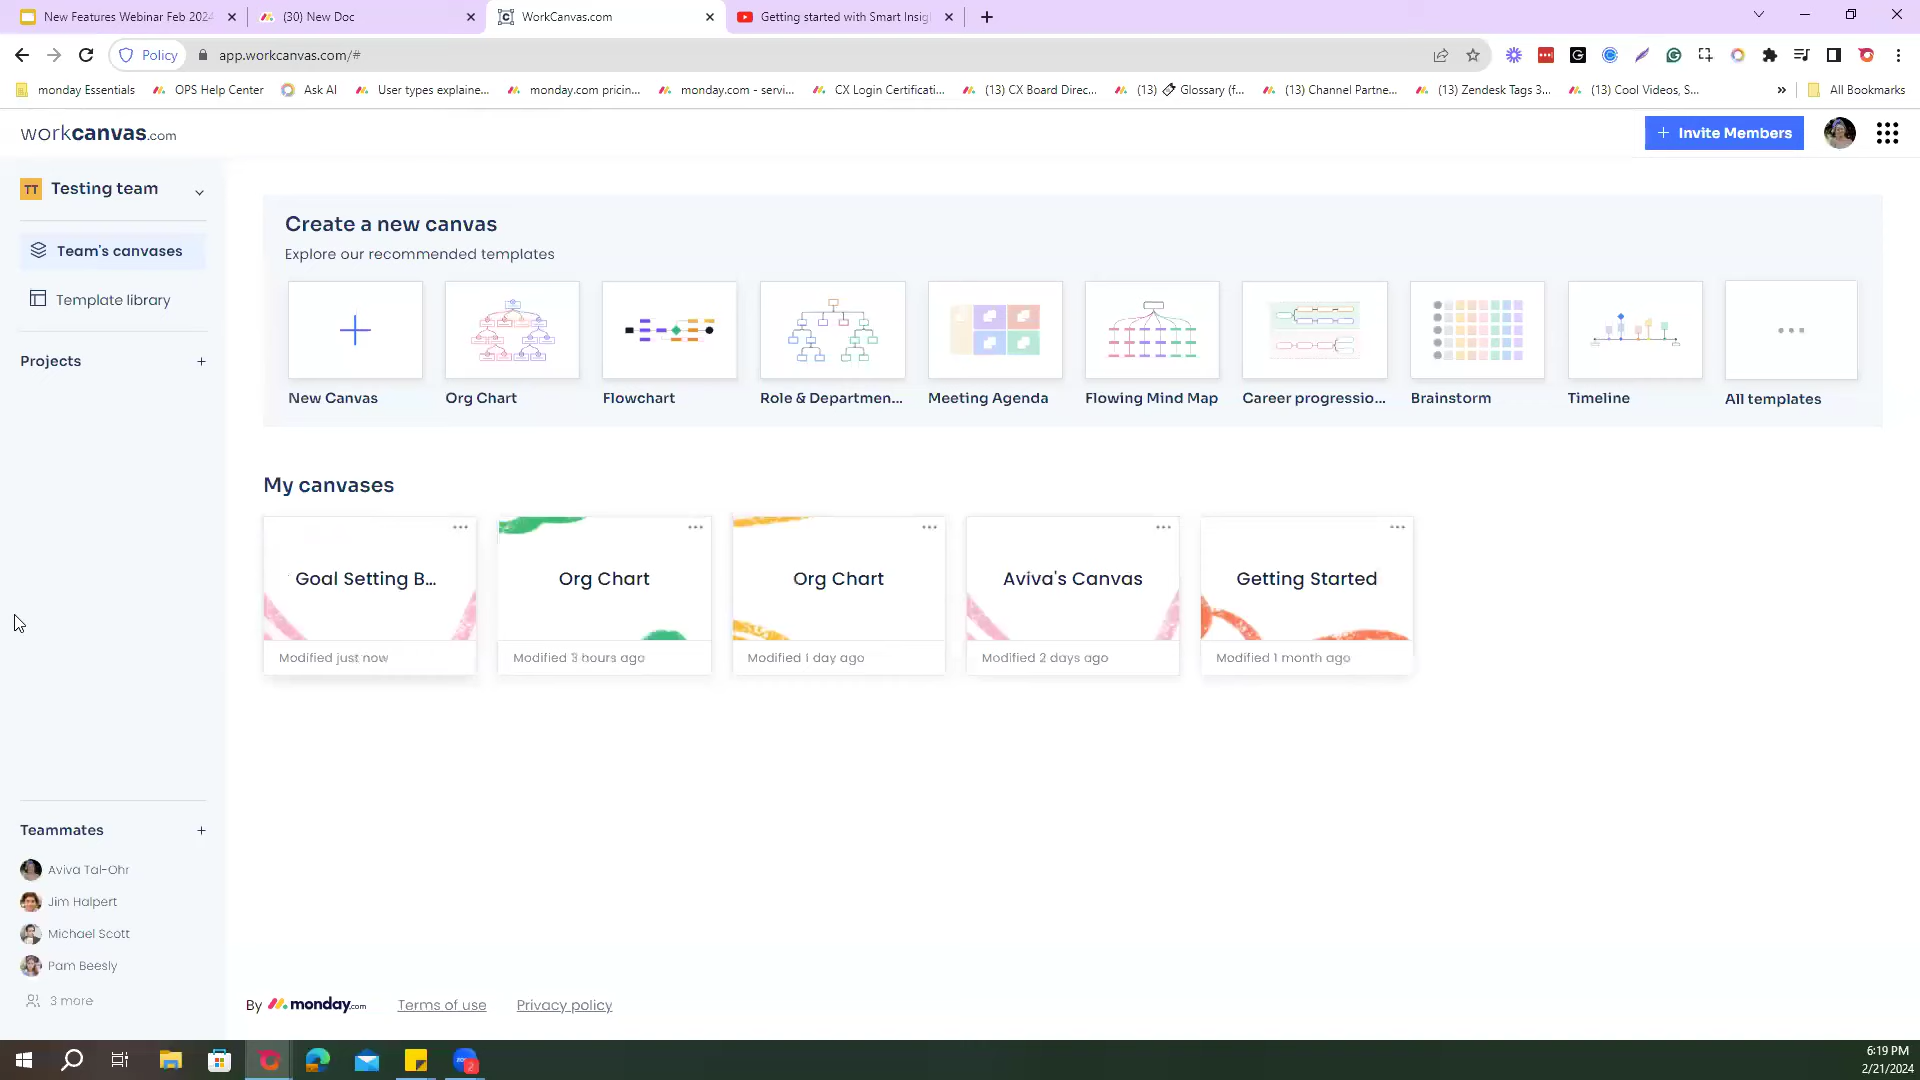 New Features Webinar Feb 2024
(30) New Doc
WorkCanvas.com
Getting started with Smart Insig
Policy
app.workcanvas.com/#
monday Essentials
OPS Help Center
Ask AI
User types explaine...
monday.com pricin...
monday.com - servi...
CX Login Certificati...
(13) CX Board Direc...
(13) Glossary (f...
(13) Channel Partne...
(13) Zendesk Tags 3...
(13) Cool Videos, S...
All Bookmarks
workcanvas.com
+ Invite Members
TT Testing team
Team's canvases
Template library
Projects +
Create a new canvas
Explore our recommended templates
New Canvas
Org Chart
Flowchart
Role & Departmen...
Meeting Agenda
Flowing Mind Map
Career progressio...
Brainstorm
Timeline
All templates
My canvases
Goal Setting B...
Org Chart
Org Chart
Aviva's Canvas
Getting Started
Modified just now
Modified 3 hours ago
Modified 1 day ago
Modified 2 days ago
Modified 1 month ago
Teammates +
Aviva Tal-Ohr
Jim Halpert
Michael Scott
Pam Beesly
3 more
By monday.com
Terms of use
Privacy policy
6:19 PM
2/21/2024